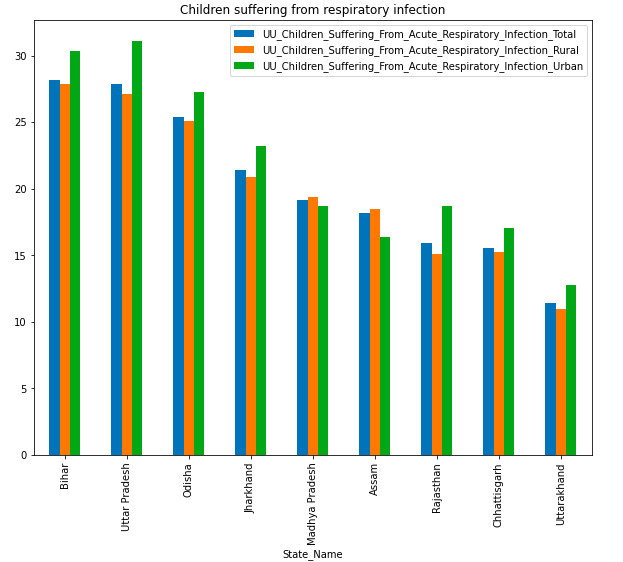 Children suffering from respiratory infection
UU_Children_Suffering_From_Acute_Respiratory_Infection_Total
UU_Children_Suffering_From_Acute_Respiratory_Infection_Rural
UU_Children_Suffering_From_Acute_Respiratory_Infection_Urban
30
25
20
15
10
5
0
Bihar
Uttar Pradesh
Odisha
Jharkhand
Madhya Pradesh
Assam
Rajasthan
Chhattisgarh
Uttarakhand
State_Name